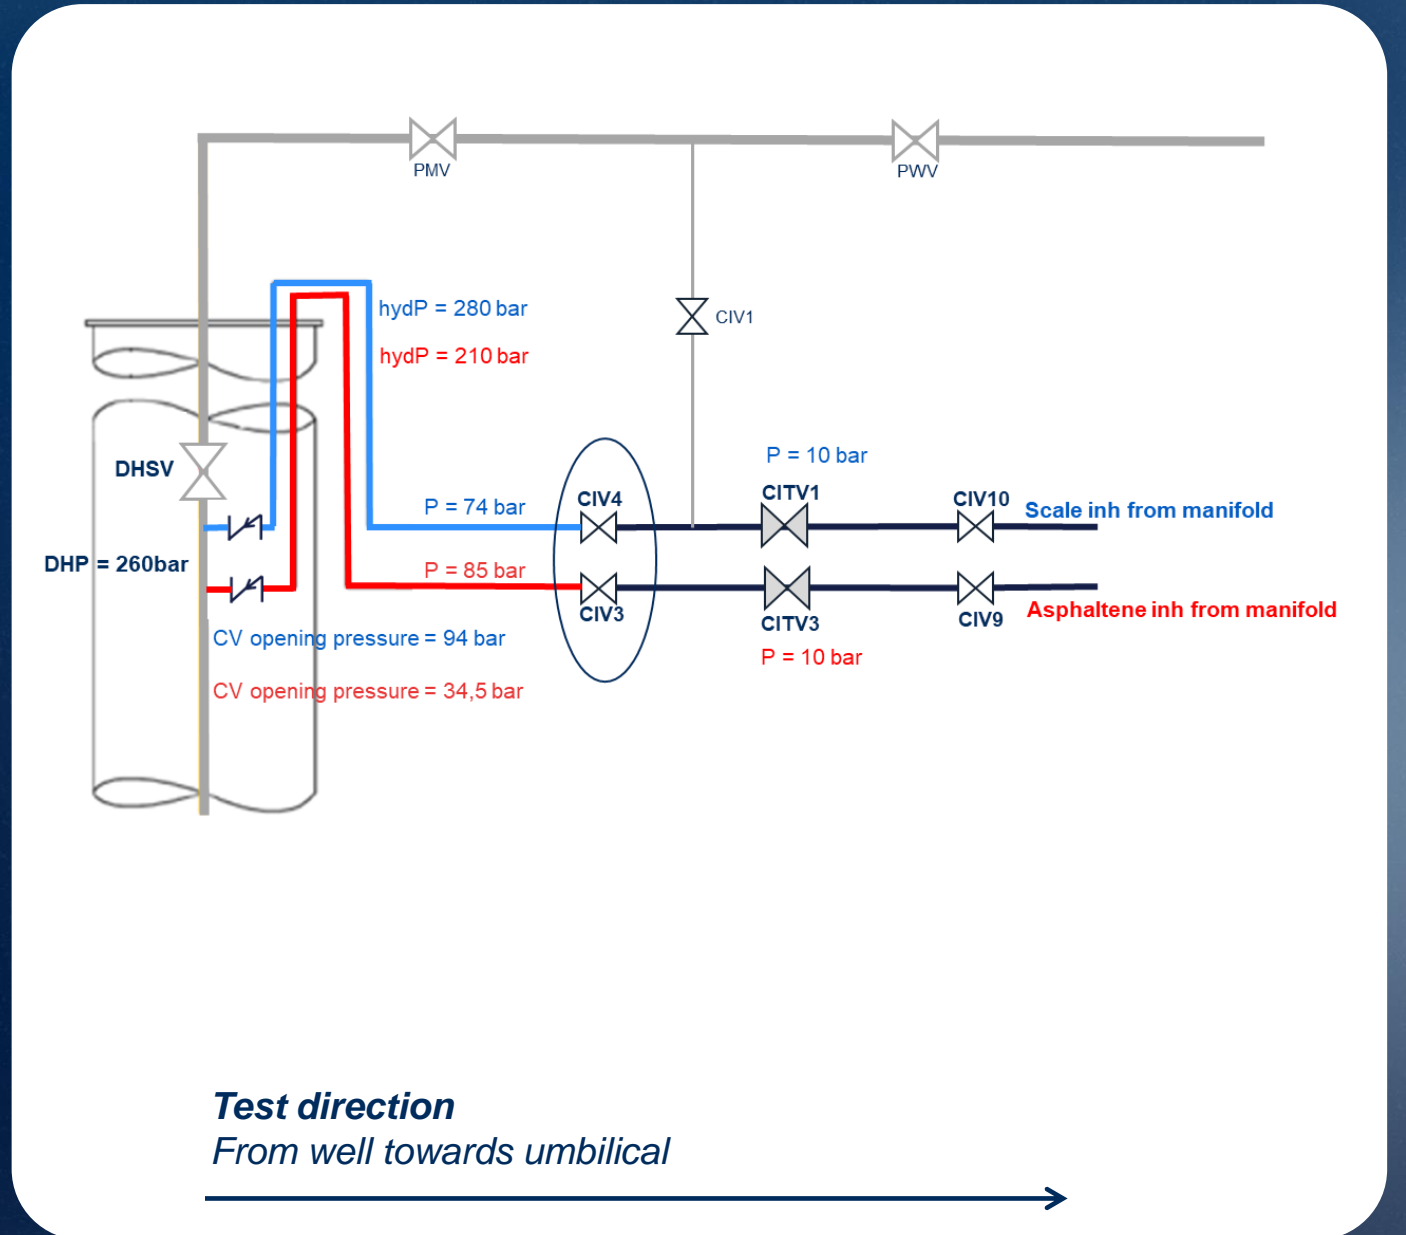 PMV
PWV
hydP = 280 bar
CIV1
hydP = 210 bar
P = 10 bar
DHSV
CITV1
CIV4
CIV10
P = 74 bar
Scale inh from manifold
DHP = 260bar
P = 85 bar
CIV3
CITV3
CIV9
Asphaltene inh from manifold
CV opening pressure = 94 bar
P = 10 bar
CV opening pressure = 34,5 bar
Test direction
From well towards umbilical